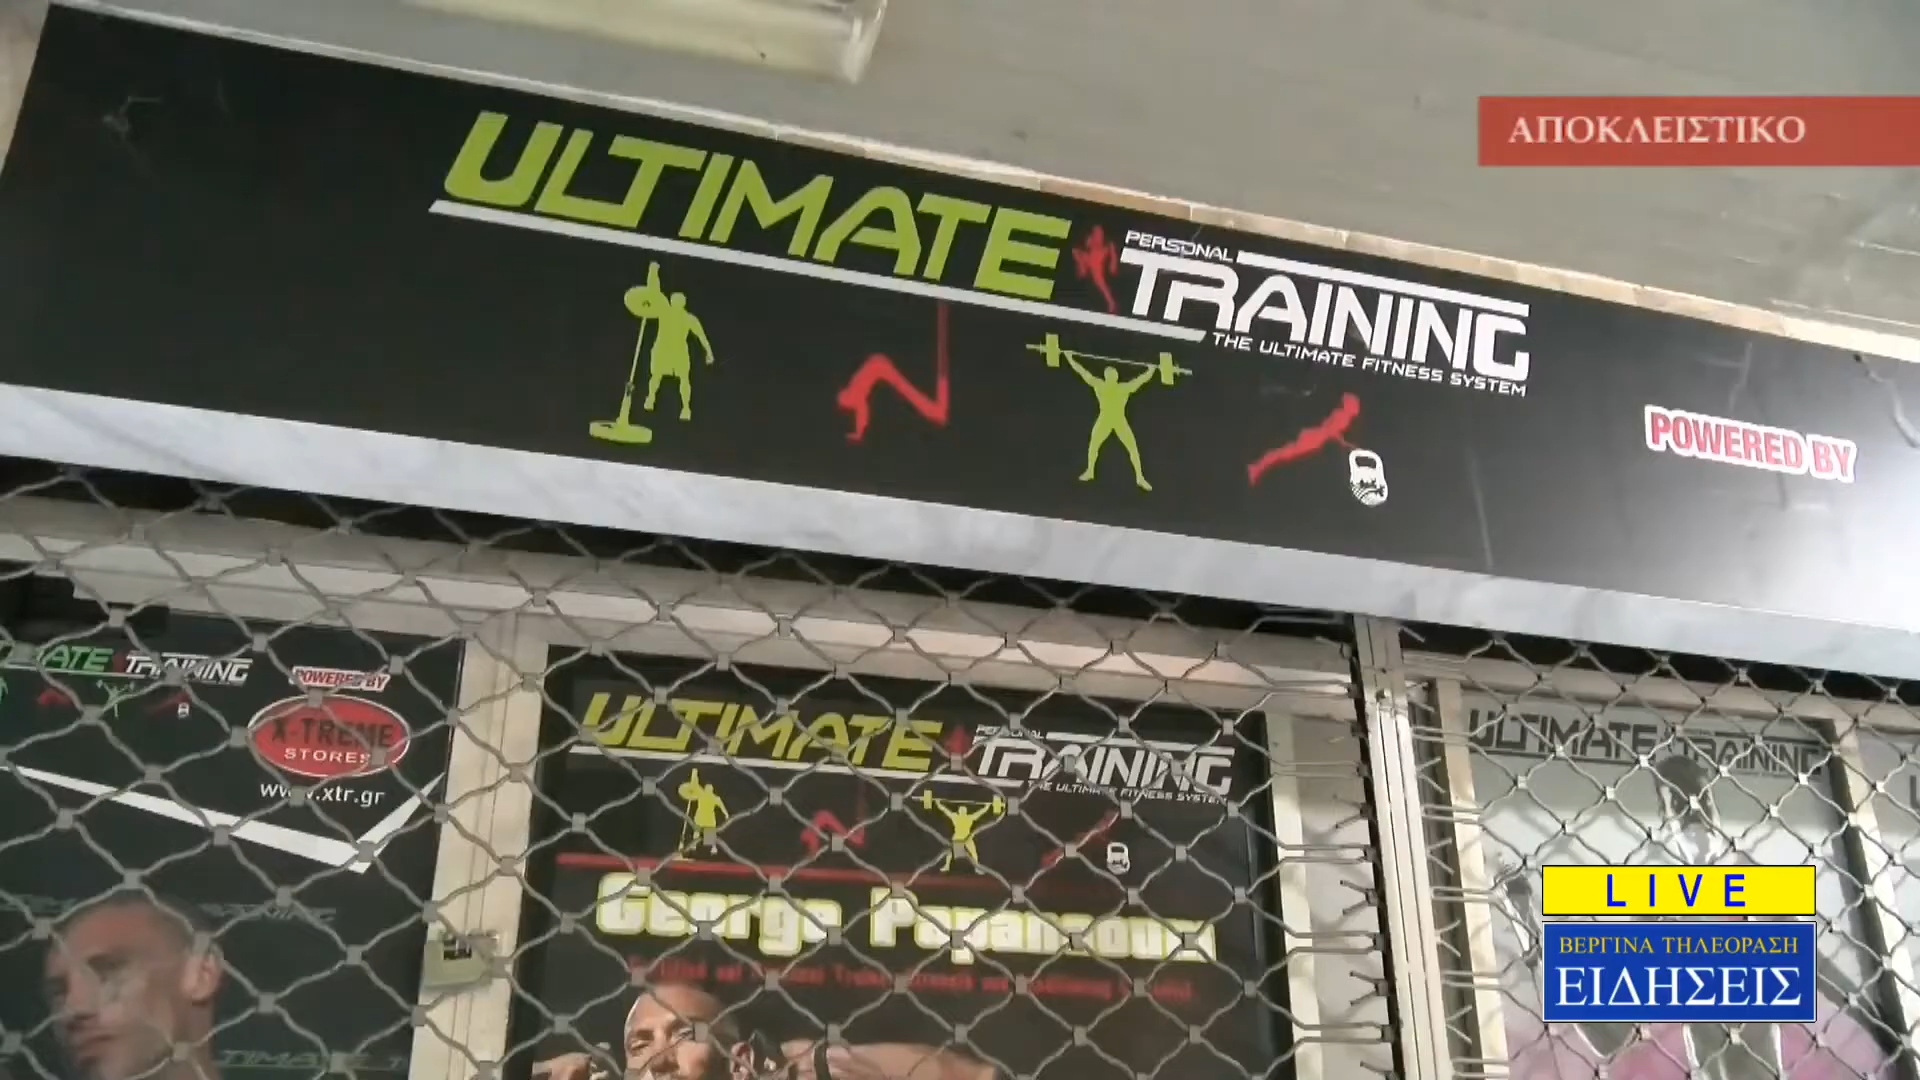 ΑΠΟΚΛΕΙΣΤΙΚΟ
ULTIMATE
PERSONAL
TRAINING
THE ULTIMATE FITNESS SYSTEM
POWERED BY
TRAINING
POWERED BY
X-TREME
STORES
www.xtr.gr
ULTIMATE
PERSONAL
TRAINING
THE ULTIMATE FITNESS SYSTEM
George
ULTIMATE TRAINING
LIVE
ΒΕΡΓΙΝΑ ΤΗΛΕΟΡΑΣΗ
ΕΙΔΗΣΕΙΣ